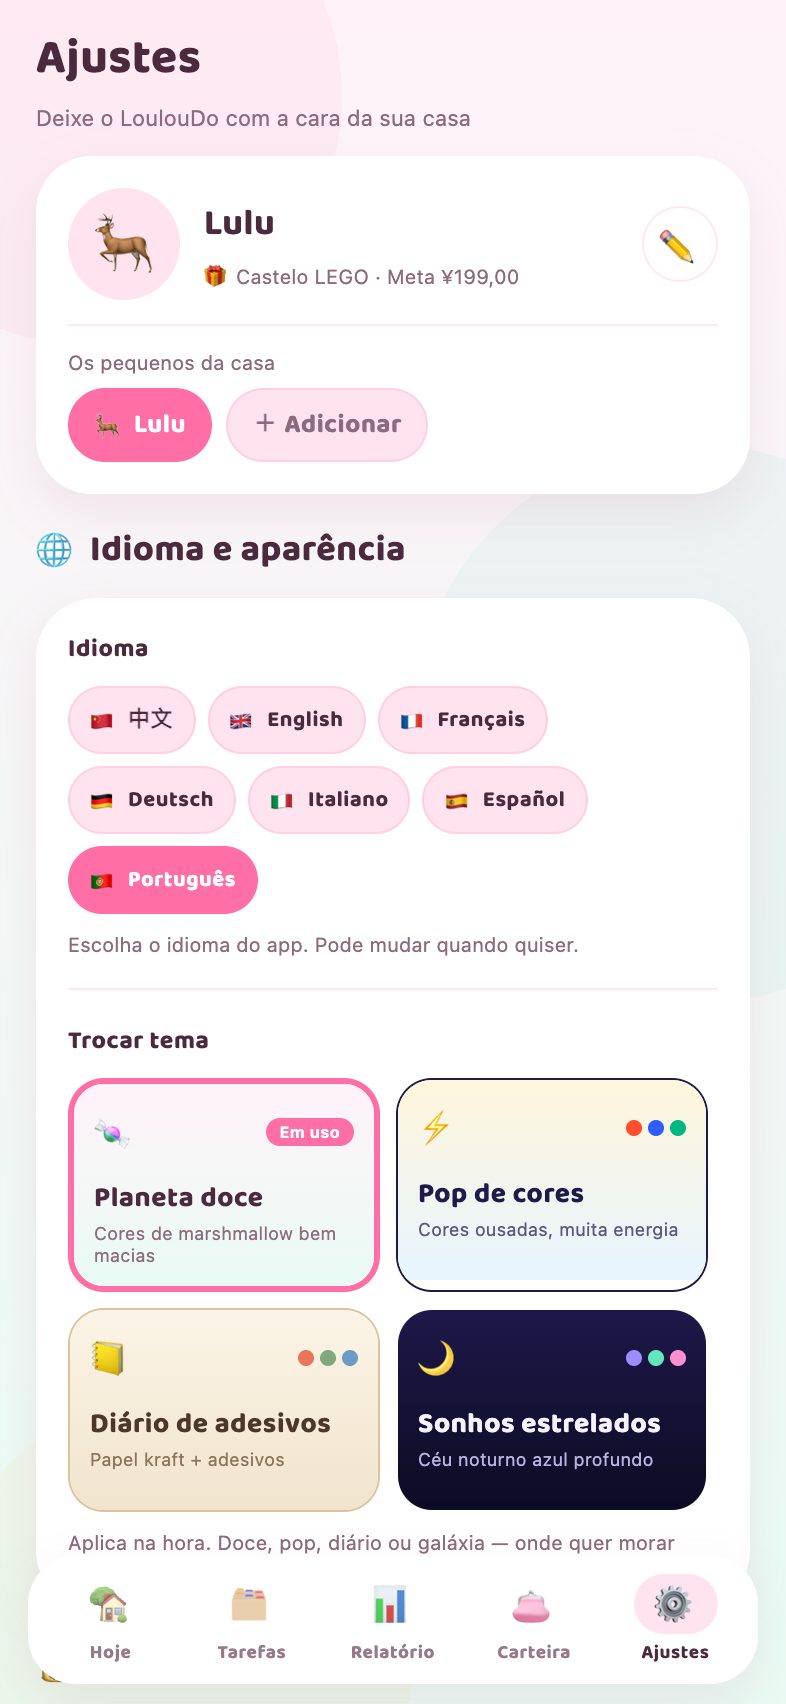 Ajustes
Deixe o LoulouDo com a cara da sua casa
Lulu
Castelo LEGO · Meta ¥199,00
Os pequenos da casa
Lulu
+ Adicionar
Idioma e aparência
Idioma
中文
English
Français
Deutsch
Italiano
Español
Português
Escolha o idioma do app. Pode mudar quando quiser.
Trocar tema
Em uso
Planeta doce
Cores de marshmallow bem
macias
Pop de cores
Cores ousadas, muita energia
Diário de adesivos
Papel kraft + adesivos
Sonhos estrelados
Céu noturno azul profundo
Aplica na hora. Doce, pop, diário ou galáxia — onde quer morar
Hoje
Tarefas
Relatório
Carteira
Ajustes